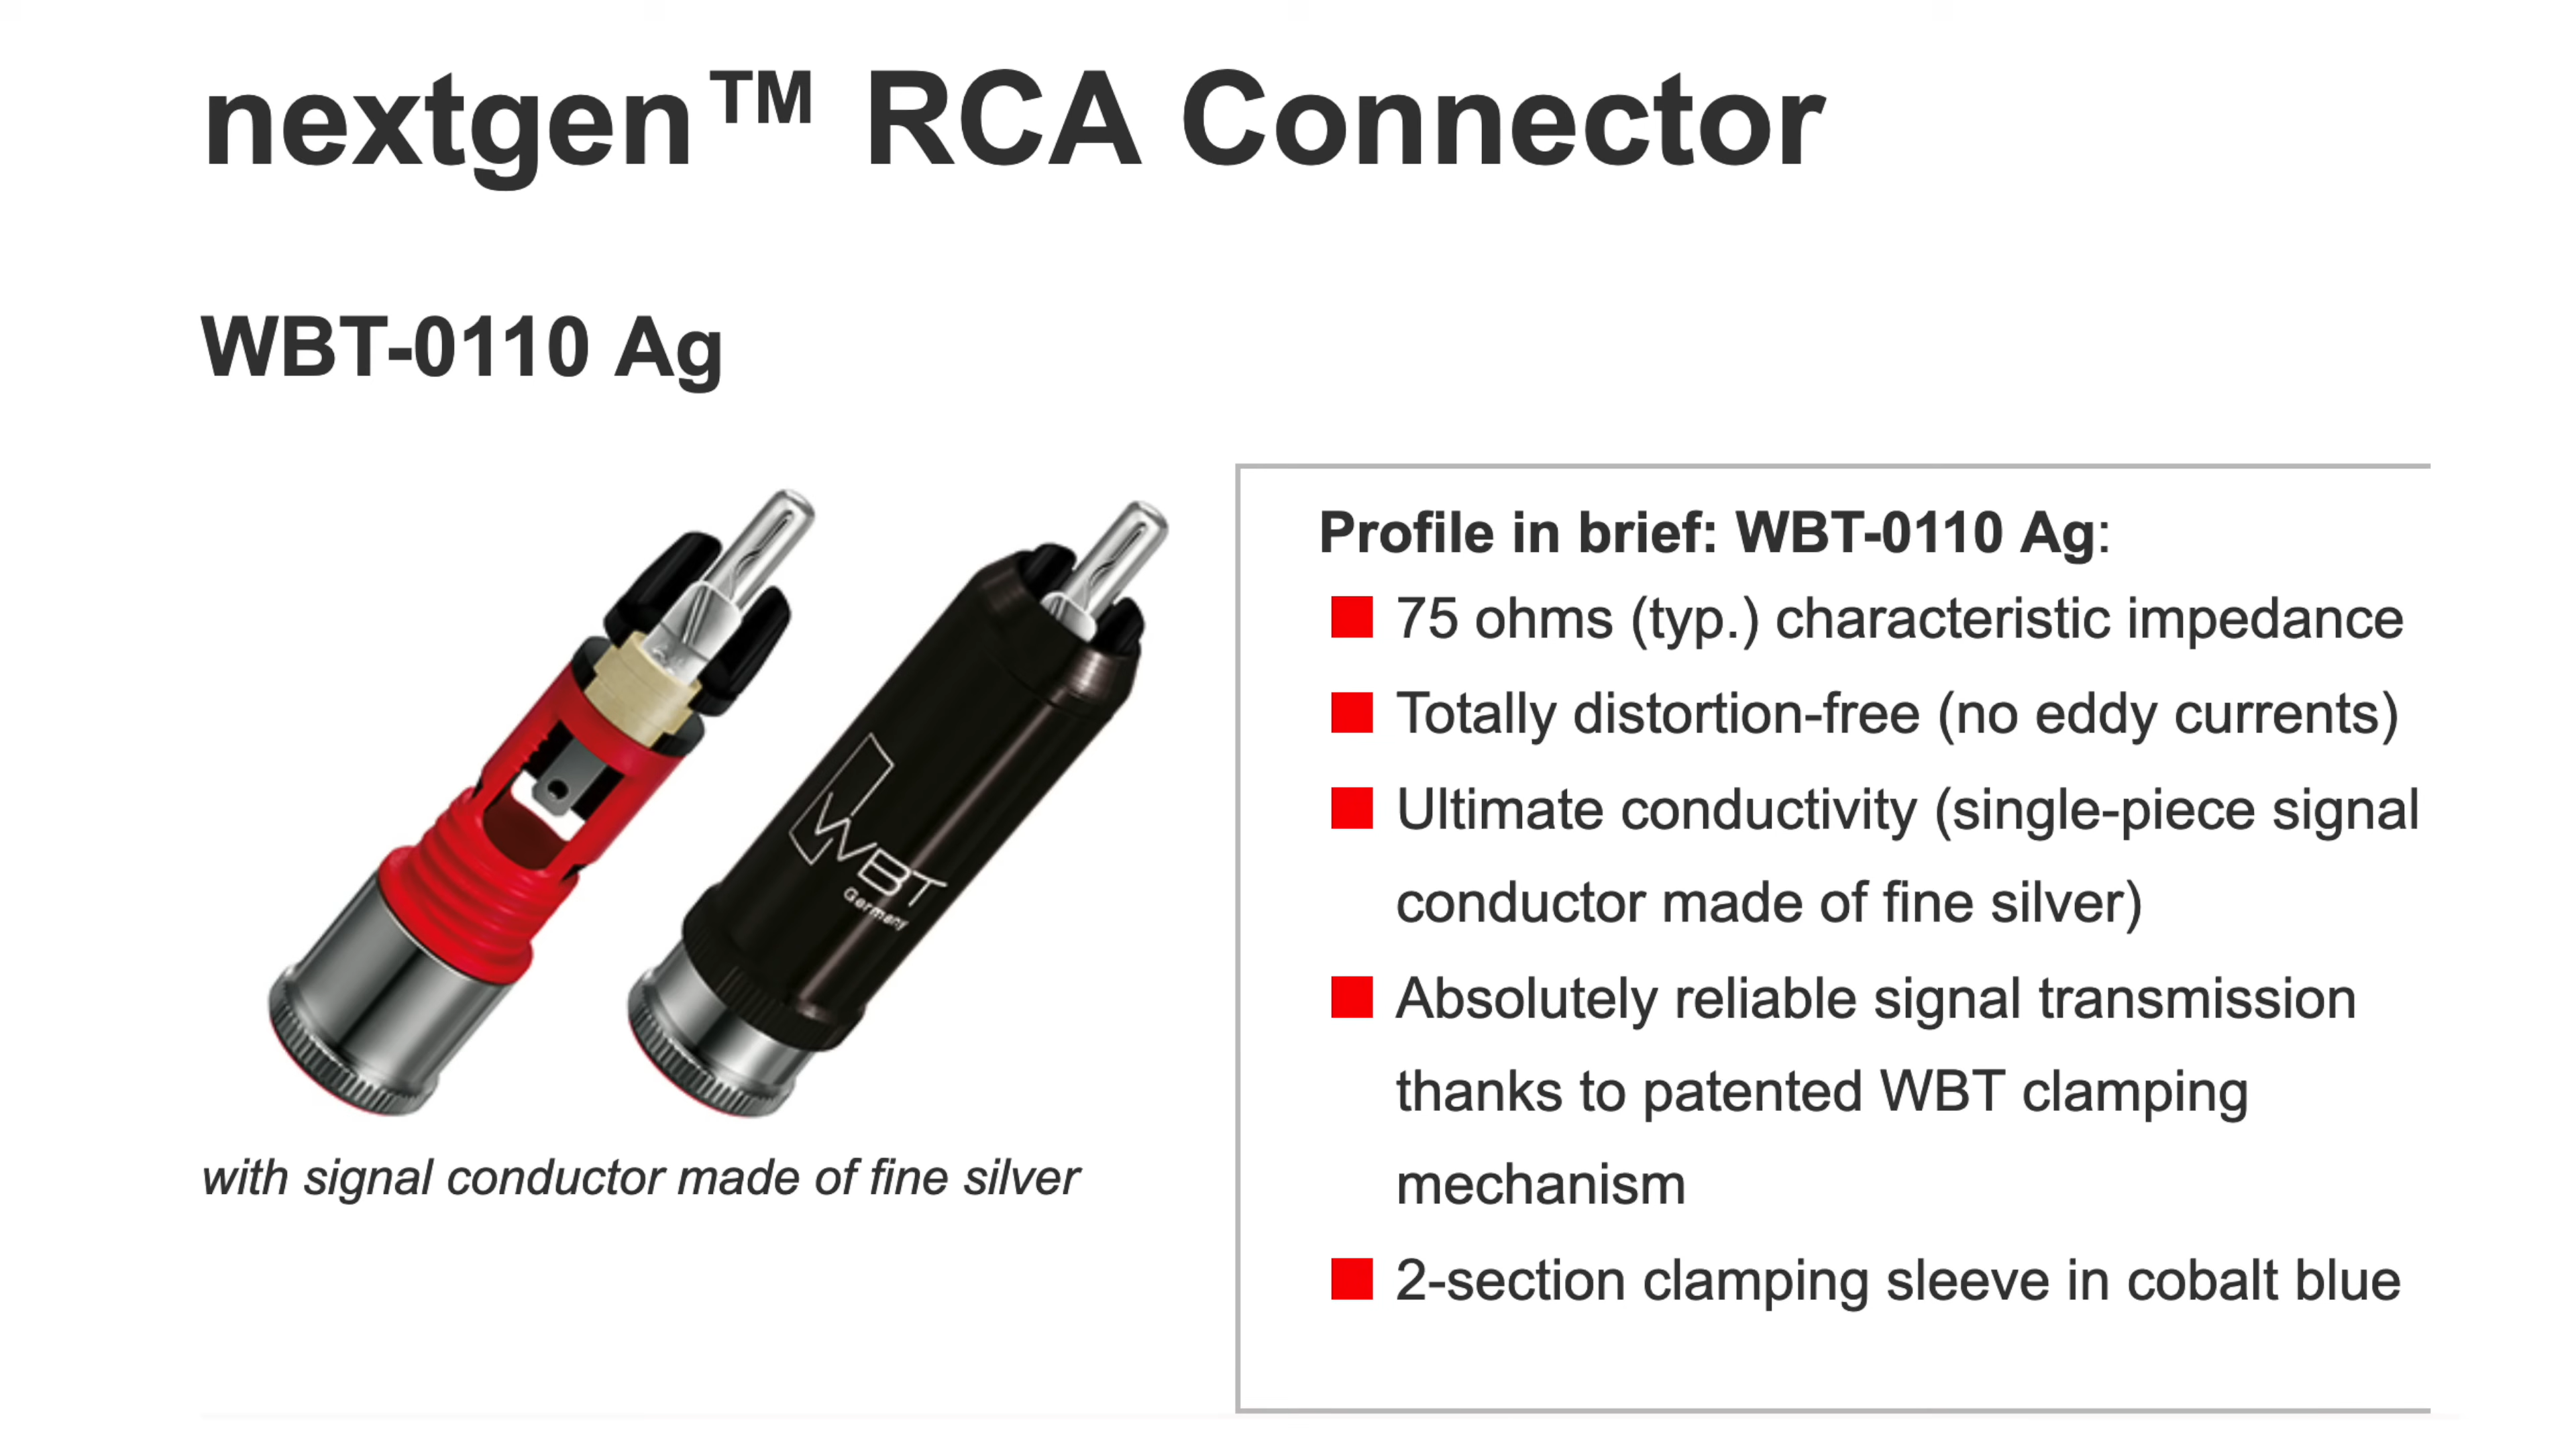 nextgen™ RCA Connector
WBT-0110 Ag
WBT
Germany
with signal conductor made of fine silver
Profile in brief: WBT-0110 Ag:
75 ohms (typ.) characteristic impedance
Totally distortion-free (no eddy currents)
Ultimate conductivity (single-piece signal
conductor made of fine silver)
Absolutely reliable signal transmission
thanks to patented WBT clamping
mechanism
2-section clamping sleeve in cobalt blue